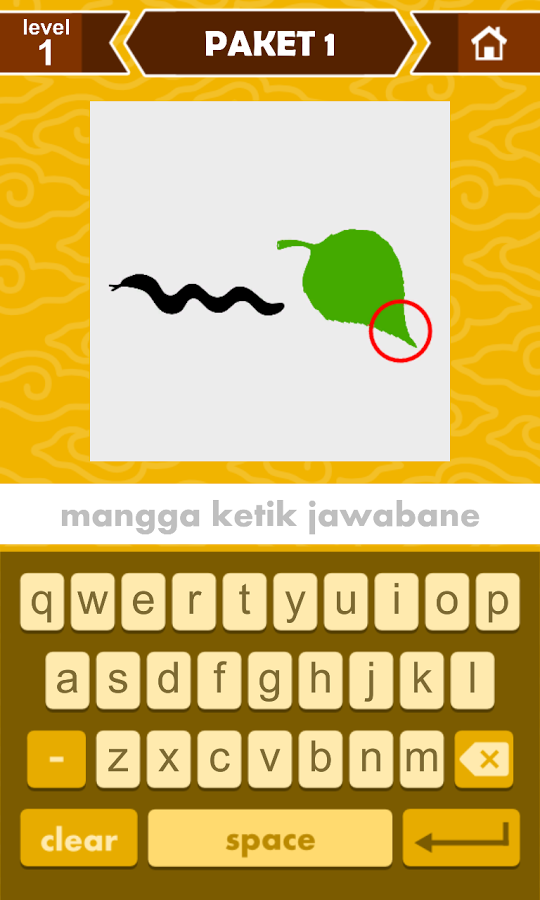 level
1
PAKET 1
mangga ketik jawabane
q w e r t y u i o p
a s d f g h j k l
- z x c v b n m
clear space